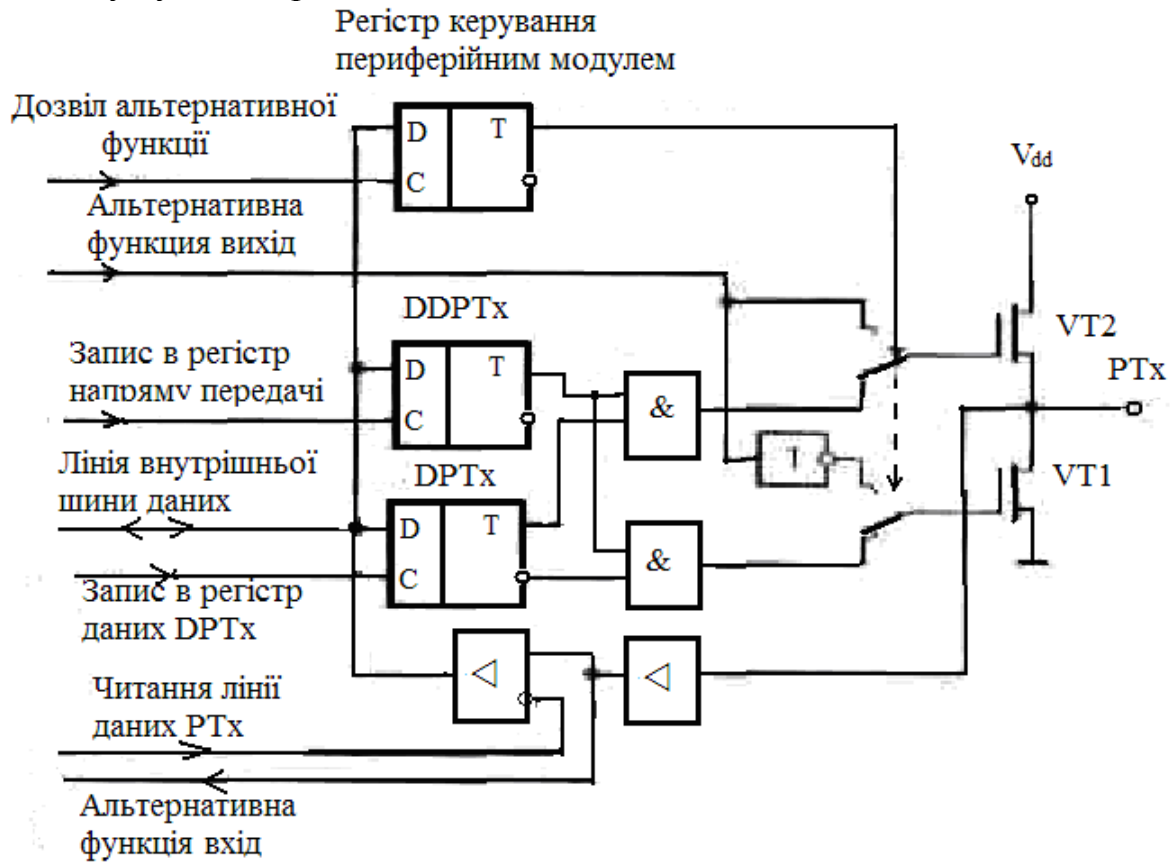 Регістр керування
периферійним модулем
Дозвіл альтернативної
функції
D
T
C
Vdd
Альтернативна
функция вихід
DDPTx
VT2
Запис в регістр
напряму передачі
D
T
C
&
PTx
Лінія внутрішньої
шини даних
DPTx
1
VT1
D
T
C
&
Запис в регістр
даних DPTx
Читання лінії
даних PTx
Альтернативна
функція вхід